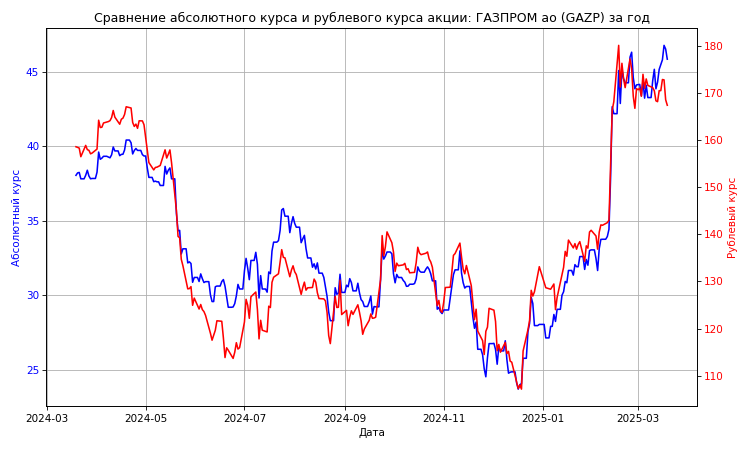 Сравнение абсолютного курса и рублевого курса акции: ГАЗПРОМ ао (GAZP) за год
Абсолютный курс
45
40
35
30
25
Рублевый курс
180
170
160
150
140
130
120
110
2024-03 2024-05 2024-07 2024-09 2024-11 2025-01 2025-03
Дата